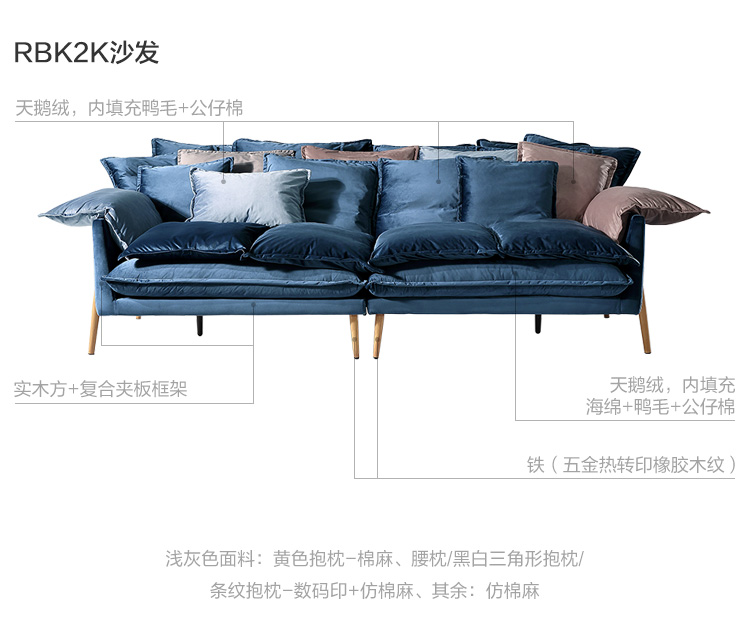 RBK2K沙发
天鹅绒，内填充鸭毛+公仔棉
实木方+复合夹板框架
天鹅绒，内填充
海绵+鸭毛+公仔棉
铁（五金热转印橡胶木纹）
浅灰色面料：黄色抱枕-棉麻、腰枕/黑白三角形抱枕/
条纹抱枕-数码印+仿棉麻、其余：仿棉麻